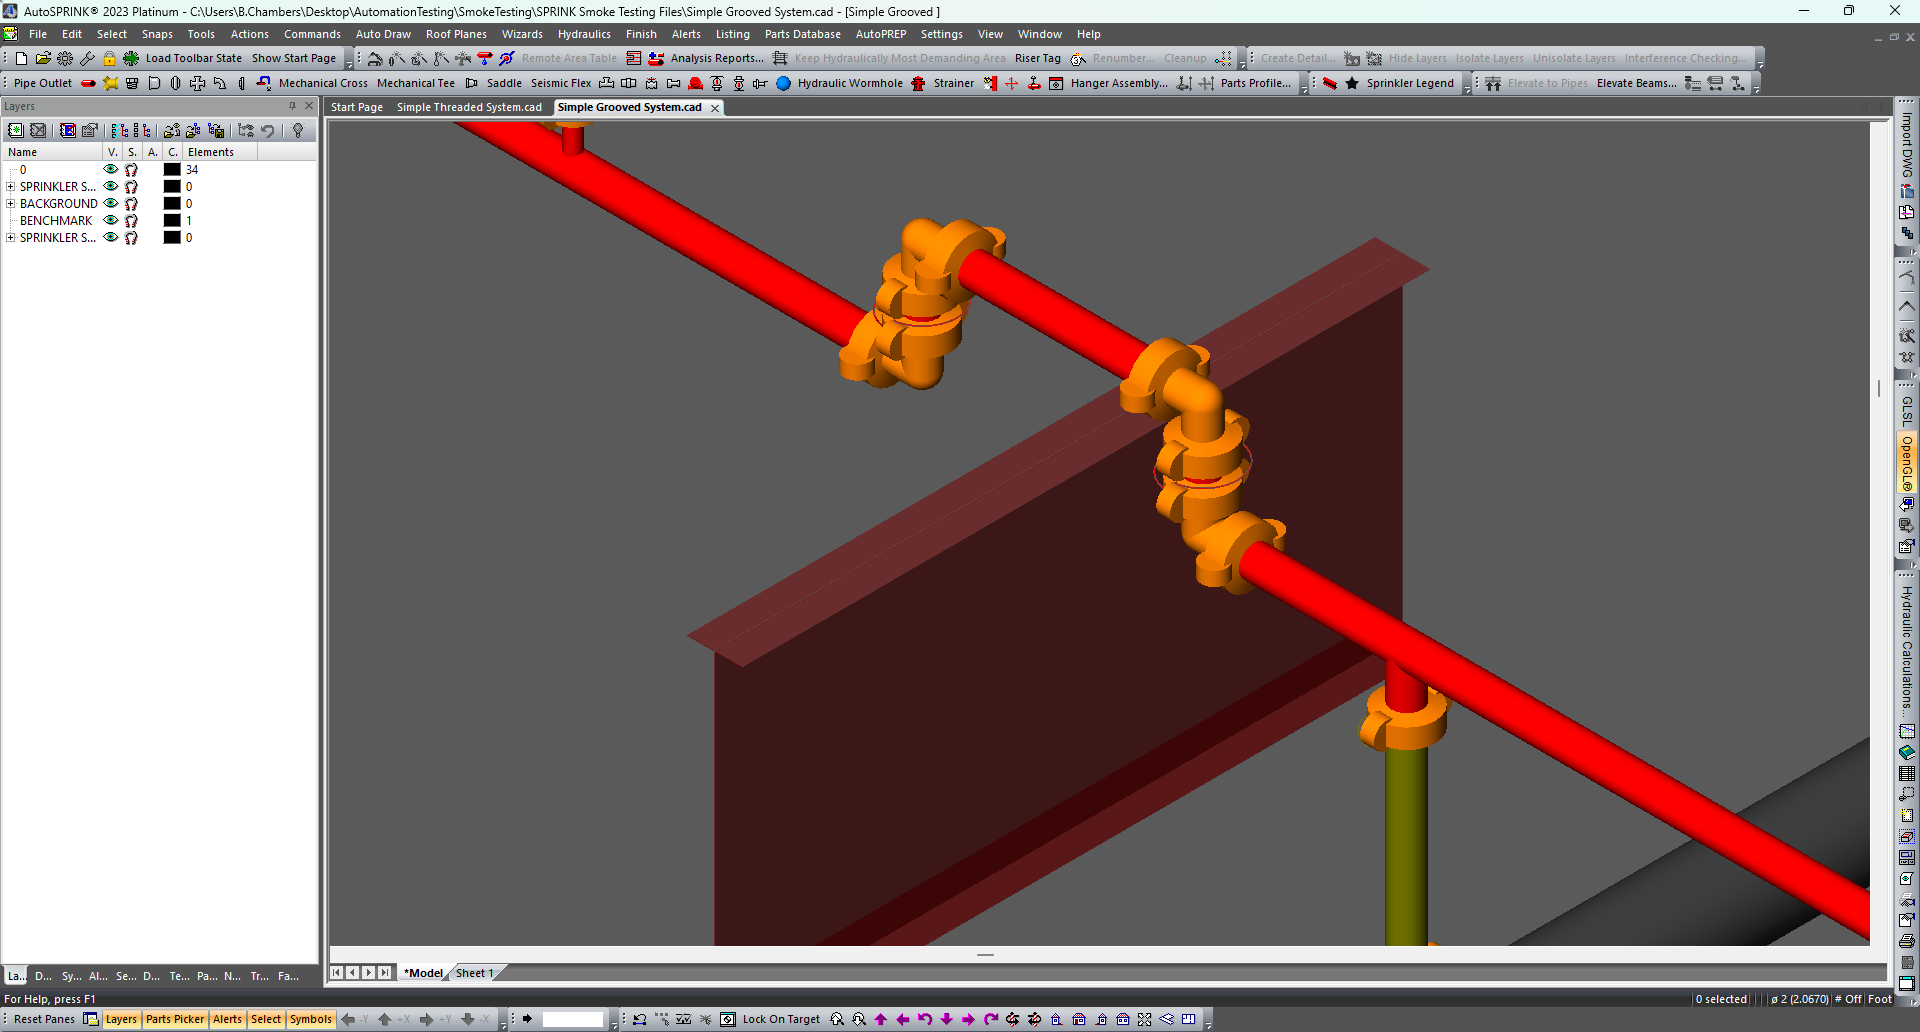 AutoSPRINK® 2023 Platinum - C:\Users\B.Chambers\Desktop\AutomationTesting\SmokeTesting\SPRINK Smoke Testing Files\Simple Grooved System.cad - [Simple Grooved ]
File Edit Select Snaps Tools Actions Commands Auto Draw Roof Planes Wizards Hydraulics Finish Alerts Listing Parts Database AutoPREP Settings View Window Help
Load Toolbar State Show Start Page Remote Area Table Analysis Reports... Keep Hydraulically Most Demanding Area Riser Tag Renumber... Cleanup Create Detail... Hide Layers Isolate Layers Unisolate Layers Interference Checking...
Pipe Outlet Mechanical Cross Mechanical Tee Saddle Seismic Flex Hydraulic Wormhole Strainer Hanger Assembly... Parts Profile... Sprinkler Legend Elevate to Pipes Elevate Beams...
Layers
Start Page Simple Threaded System.cad Simple Grooved System.cad
Name V. S. A. C. Elements
0 34
SPRINKLER S... 0
BACKGROUND 0
BENCHMARK 1
SPRINKLER S... 0
Import DWG
GLSL
OpenGL®
Hydraulic Calculations...
La... D... Sy... Al... Se... D... Te... Pa... N... Tr... Fa...
*Model Sheet 1
For Help, press F1
0 selected ø 2 (2.0670) # Off Foot
Reset Panes Layers Parts Picker Alerts Select Symbols -Y +X +Y -X Lock On Target